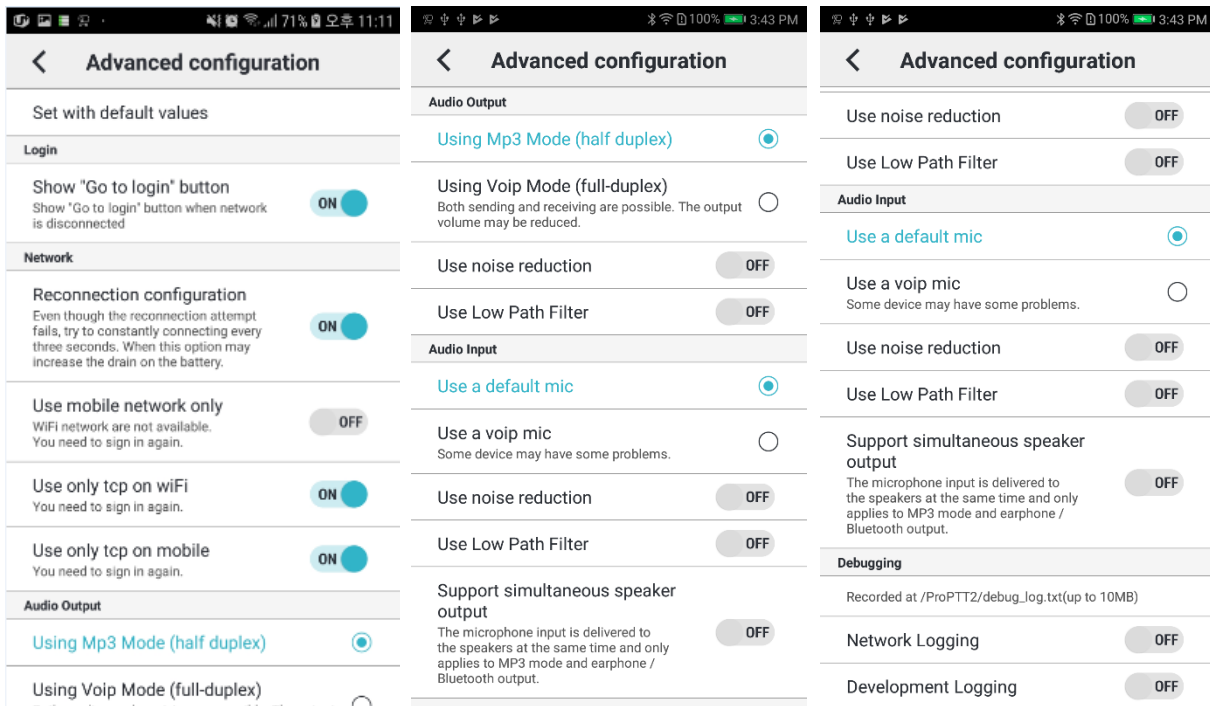 71% 오후 11:11
Advanced configuration
Set with default values
Login
Show "Go to login" button
ON
Show "Go to login" button when network
is disconnected
Network
Reconnection configuration
Even though the reconnection attempt
fails, try to constantly connecting every
three seconds. When this option may
increase the drain on the battery.
ON
Use mobile network only
WiFi network are not available.
You need to sign in again.
OFF
Use only tcp on wiFi
You need to sign in again.
ON
Use only tcp on mobile
You need to sign in again.
ON
Audio Output
Using Mp3 Mode (half duplex)
Using Voip Mode (full-duplex)
100% 3:43 PM
Advanced configuration
Audio Output
Using Mp3 Mode (half duplex)
Using Voip Mode (full-duplex)
Both sending and receiving are possible. The output
volume may be reduced.
Use noise reduction OFF
Use Low Path Filter OFF
Audio Input
Use a default mic
Use a voip mic
Some device may have some problems.
Use noise reduction OFF
Use Low Path Filter OFF
Support simultaneous speaker
output
The microphone input is delivered to
the speakers at the same time and only
applies to MP3 mode and earphone /
Bluetooth output.
OFF
100% 3:43 PM
Advanced configuration
Use noise reduction OFF
Use Low Path Filter OFF
Audio Input
Use a default mic
Use a voip mic
Some device may have some problems.
Use noise reduction OFF
Use Low Path Filter OFF
Support simultaneous speaker
output
The microphone input is delivered to
the speakers at the same time and only
applies to MP3 mode and earphone /
Bluetooth output.
OFF
Debugging
Recorded at /ProPTT2/debug_log.txt(up to 10MB)
Network Logging OFF
Development Logging OFF